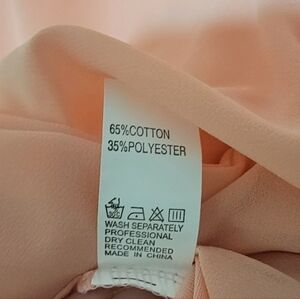 65%COTTON
35%POLYESTER
WASH SEPARATELY
PROFESSIONAL
DRY CLEAN
RECOMMENDED
MADE IN CHINA